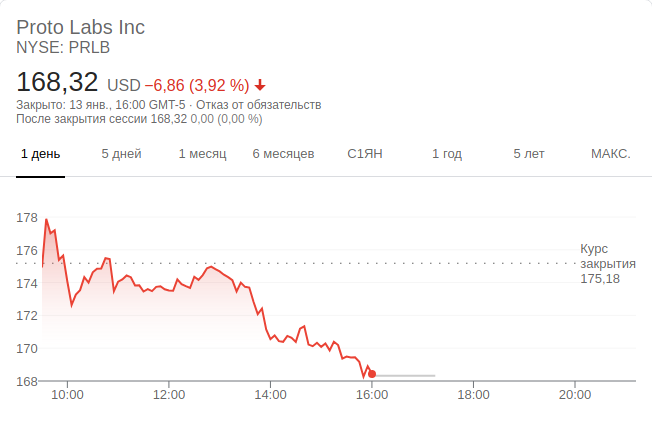 Proto Labs Inc
NYSE: PRLB
168,32 USD −6,86 (3,92 %)
Закрыто: 13 янв., 16:00 GMT-5 · Отказ от обязательств
После закрытия сессии 168,32 0,00 (0,00 %)
1 день 5 дней 1 месяц 6 месяцев С1ЯН 1 год 5 лет МАКС.
178
176
Курс
закрытия
175,18
174
172
170
168
10:00 12:00 14:00 16:00 18:00 20:00